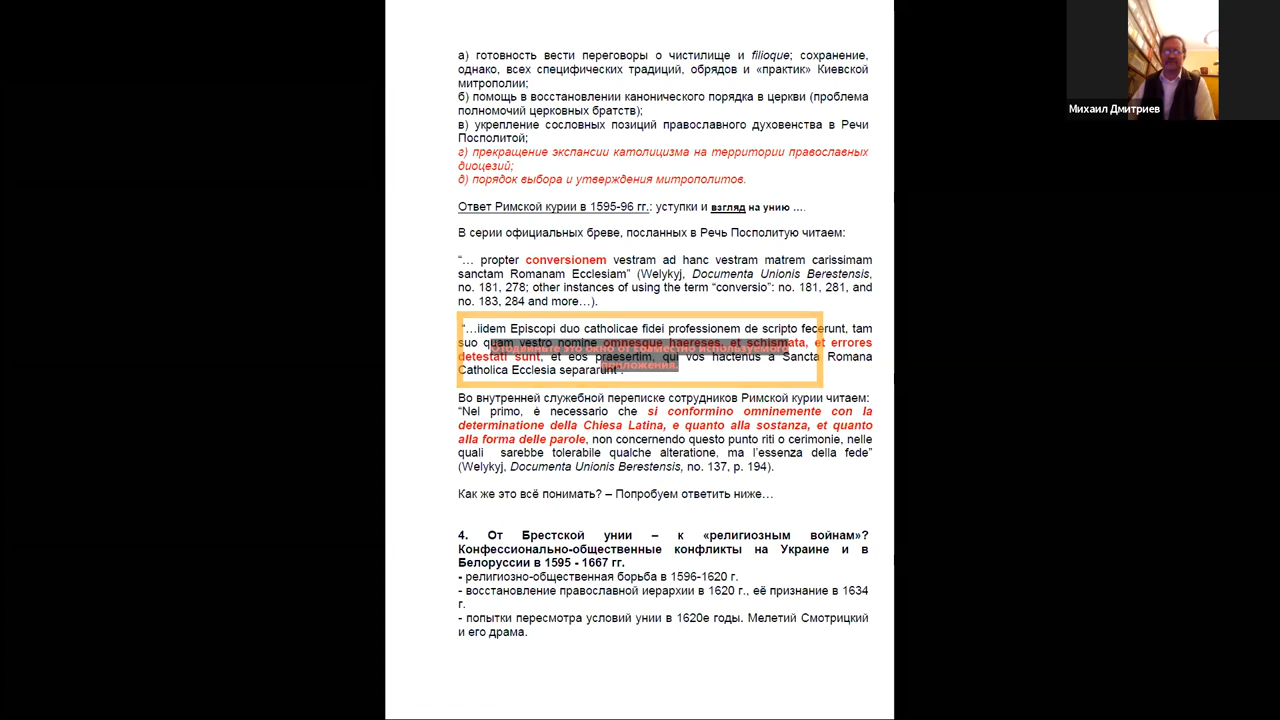 а) готовность вести переговоры о чистилище и filioque; сохранение,
однако, всех специфических традиций, обрядов и «практик» Киевской
митрополии;
б) помощь в восстановлении канонического порядка в церкви (проблема
полномочий церковных братств);
в) укрепление сословных позиций православного духовенства в Речи
Посполитой;
г) прекращение экспансии католицизма на территории православных
диоцезий;
д) порядок выбора и утверждения митрополитов.
Ответ Римской курии в 1595-96 гг.: уступки и взгляд на унию ….
В серии официальных бреве, посланных в Речь Посполитую читаем:
“… propter conversionem vestram ad hanc vestram matrem carissimam
sanctam Romanam Ecclesiam” (Welykyj, Documenta Unionis Berestensis,
no. 181, 278; other instances of using the term “conversio”: no. 181, 281, and
no. 183, 284 and more…).
“…iidem Episcopi duo catholicae fidei professionem de scripto fecerunt, tam
suo quam vestro nomine omnesque haereses, et schismata, et errores
Отодвиньте это окно от совместно используемого
detestati sunt, et eos praesertim, qui vos hactenus a Sancta Romana
приложения.
Catholica Ecclesia separarunt”.
Во внутренней служебной переписке сотрудников Римской курии читаем:
“Nel primo, è necessario che si conformino omninemente con la
determinatione della Chiesa Latina, e quanto alla sostanza, et quanto
alla forma delle parole, non concernendo questo punto riti o cerimonie, nelle
quali sarebbe tolerabile qualche alteratione, ma l’essenza della fede”
(Welykyj, Documenta Unionis Berestensis, no. 137, p. 194).
Как же это всё понимать? – Попробуем ответить ниже…
4. От Брестской унии – к «религиозным войнам»?
Конфессионально-общественные конфликты на Украине и в
Белоруссии в 1595 - 1667 гг.
- религиозно-общественная борьба в 1596-1620 г.
- восстановление православной иерархии в 1620 г., её признание в 1634
г.
- попытки пересмотра условий унии в 1620е годы. Мелетий Смотрицкий
и его драма.
Михаил Дмитриев